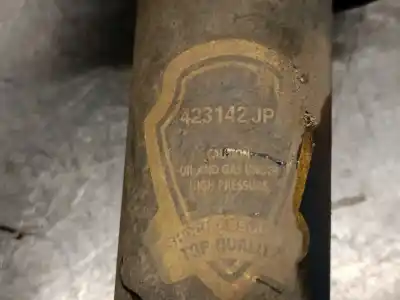 423142 JP
CAUTION
OIL AND GAS UNDER
HIGH PRESSURE
TOP QUALITY